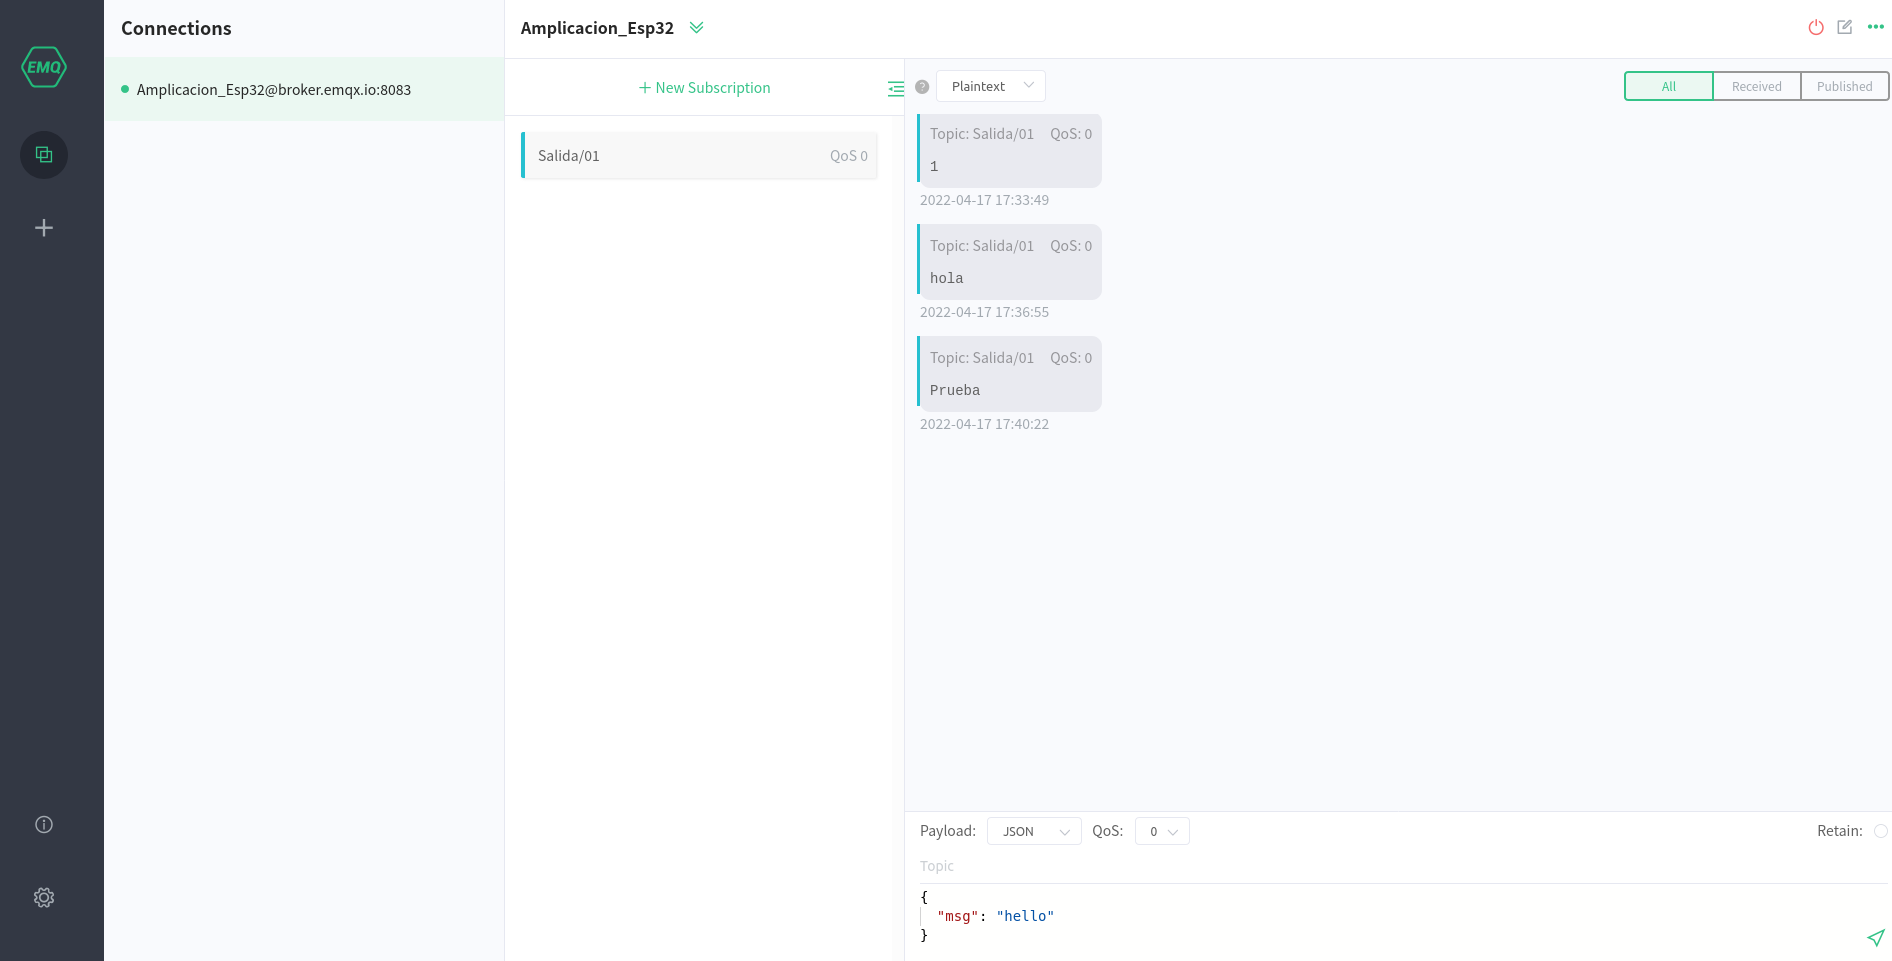 EMQ
Connections
Amplicacion_Esp32@broker.emqx.io:8083
Amplicacion_Esp32
+ New Subscription
Salida/01 QoS 0
? Plaintext
All Received Published
Topic: Salida/01 QoS: 0
1
2022-04-17 17:33:49
Topic: Salida/01 QoS: 0
hola
2022-04-17 17:36:55
Topic: Salida/01 QoS: 0
Prueba
2022-04-17 17:40:22
Payload: JSON QoS: 0 Retain:
Topic
{
"msg": "hello"
}